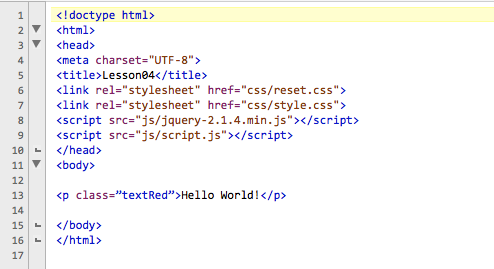 1 <!doctype html>
2 <html>
3 <head>
4 <meta charset="UTF-8">
5 <title>Lesson04</title>
6 <link rel="stylesheet" href="css/reset.css">
7 <link rel="stylesheet" href="css/style.css">
8 <script src="js/jquery-2.1.4.min.js"></script>
9 <script src="js/script.js"></script>
10 </head>
11 <body>
12
13 <p class=”textRed”>Hello World!</p>
14
15 </body>
16 </html>
17